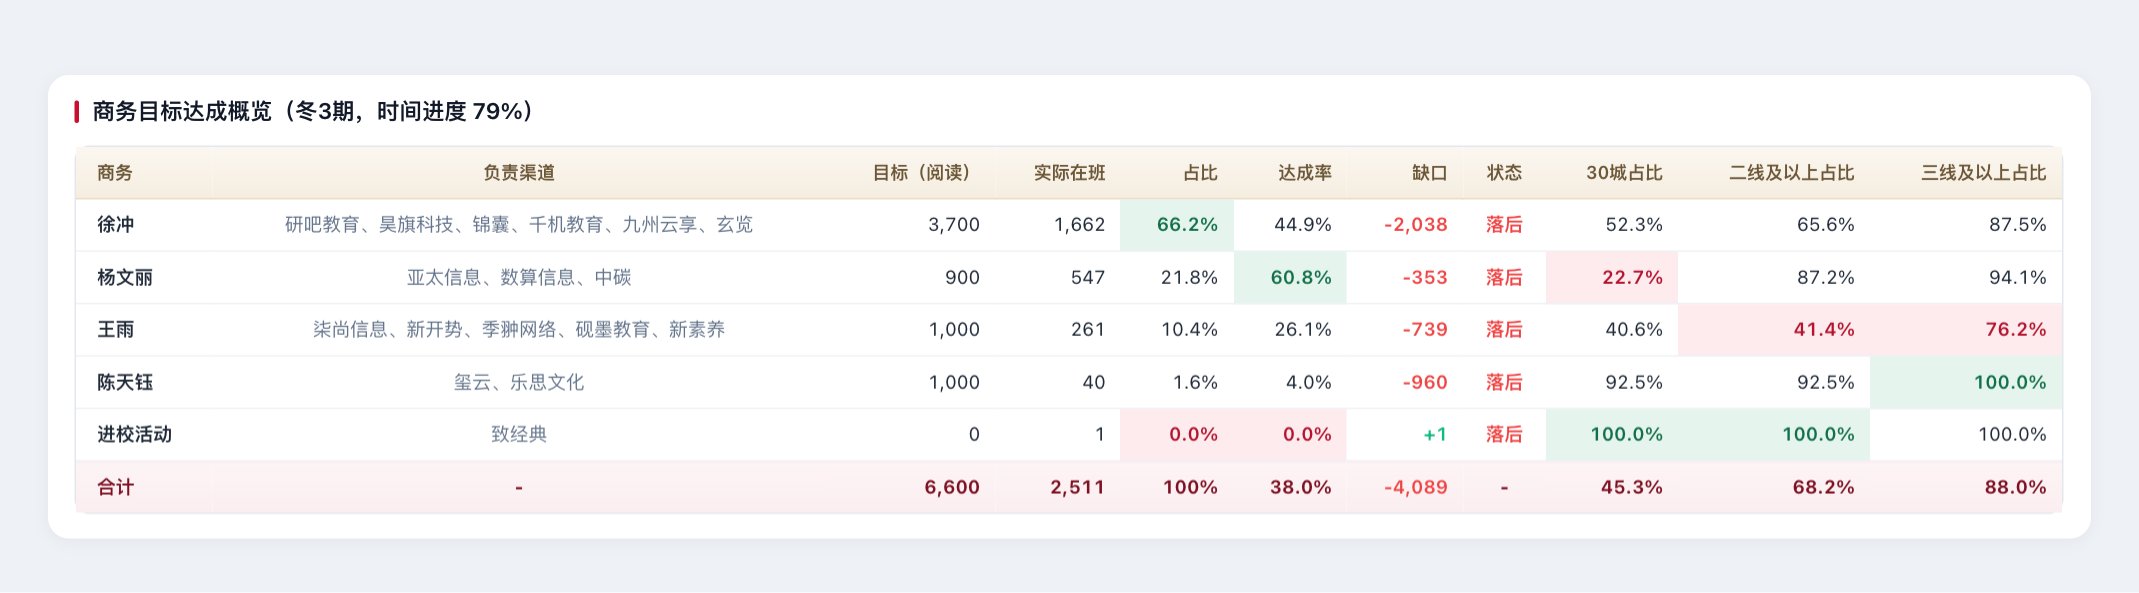 商务目标达成概览（冬3期，时间进度 79%）
商务 负责渠道 目标（阅读） 实际在班 占比 达成率 缺口 状态 30城占比 二线及以上占比 三线及以上占比
徐冲 研吧教育、昊旗科技、锦囊、千机教育、九州云享、玄览 3,700 1,662 66.2% 44.9% -2,038 落后 52.3% 65.6% 87.5%
杨文丽 亚太信息、数算信息、中碳 900 547 21.8% 60.8% -353 落后 22.7% 87.2% 94.1%
王雨 柒尚信息、新开势、季翀网络、砚墨教育、新素养 1,000 261 10.4% 26.1% -739 落后 40.6% 41.4% 76.2%
陈天钰 玺云、乐思文化 1,000 40 1.6% 4.0% -960 落后 92.5% 92.5% 100.0%
进校活动 致经典 0 1 0.0% 0.0% +1 落后 100.0% 100.0% 100.0%
合计 - 6,600 2,511 100% 38.0% -4,089 - 45.3% 68.2% 88.0%